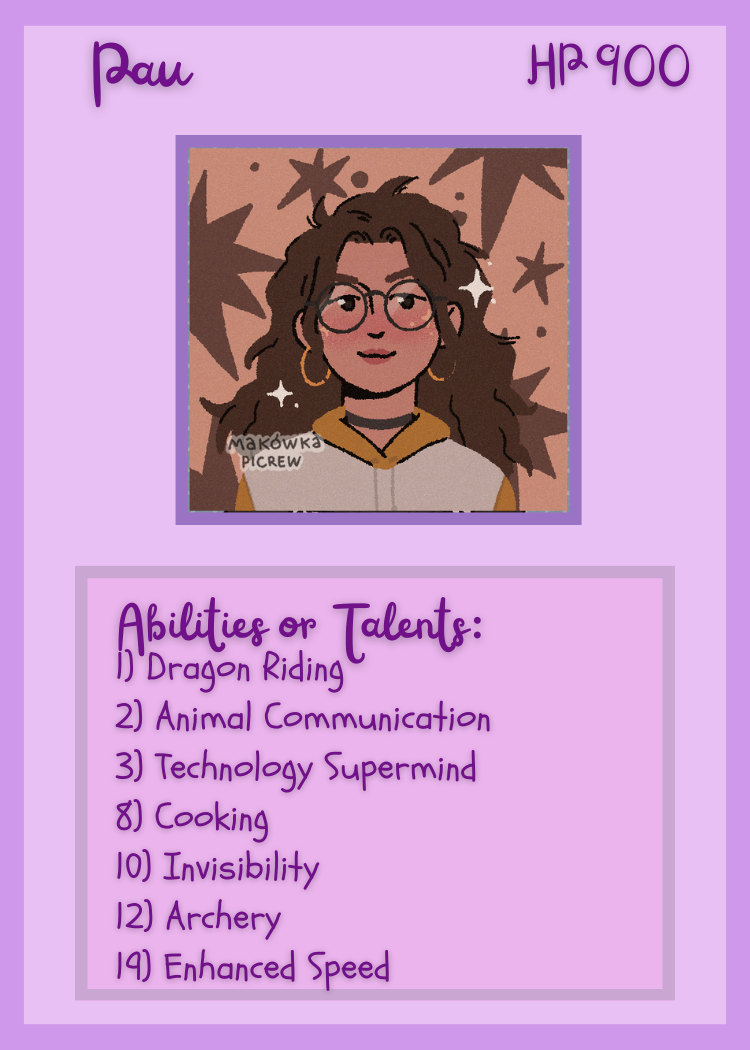 Pau
HP 900
MAKÓWKA
PICREW
Abilities or Talents:
1) Dragon Riding
2) Animal Communication
3) Technology Supermind
8) Cooking
10) Invisibility
12) Archery
19) Enhanced Speed